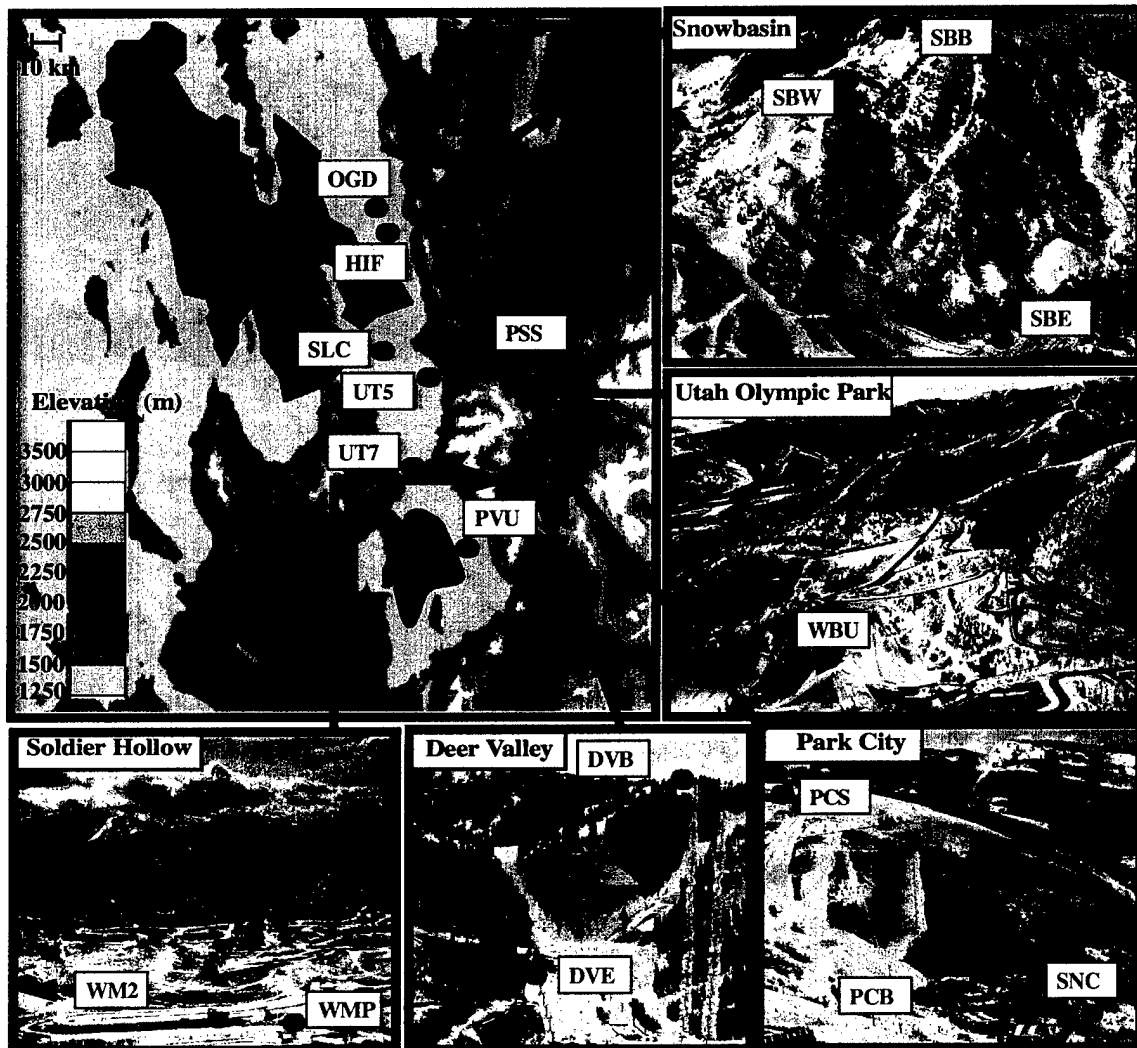 10 km
OGD
HIF
PSS
SLC
UT5
Elevation (m)
UT7
3500
3000
2750
PVU
2500
2250
2000
1750
1500
1250
Snowbasin
SBB
SBW
SBE
Utah Olympic Park
WBU
Soldier Hollow
WM2
WMP
Deer Valley
DVB
DVE
Park City
PCS
PCB
SNC